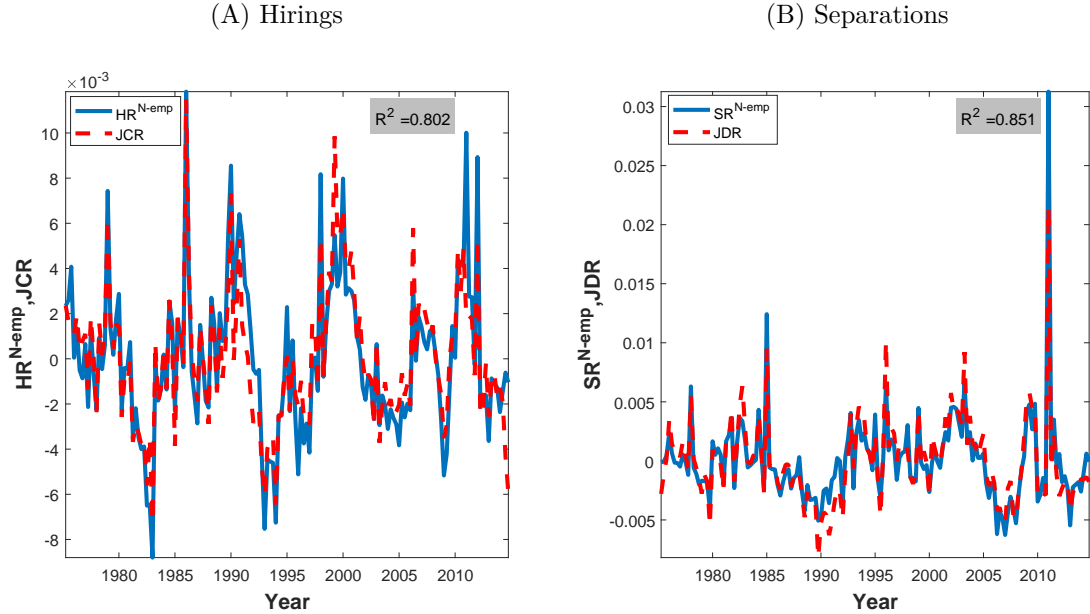 (A) Hirings
×10⁻³
HR^N-emp
JCR
R² =0.802
10
8
6
4
2
0
-2
-4
-6
-8
HR^N-emp,JCR
1980 1985 1990 1995 2000 2005 2010
Year
(B) Separations
SR^N-emp
JDR
R² =0.851
0.03
0.025
0.02
0.015
0.01
0.005
0
-0.005
SR^N-emp,JDR
1980 1985 1990 1995 2000 2005 2010
Year